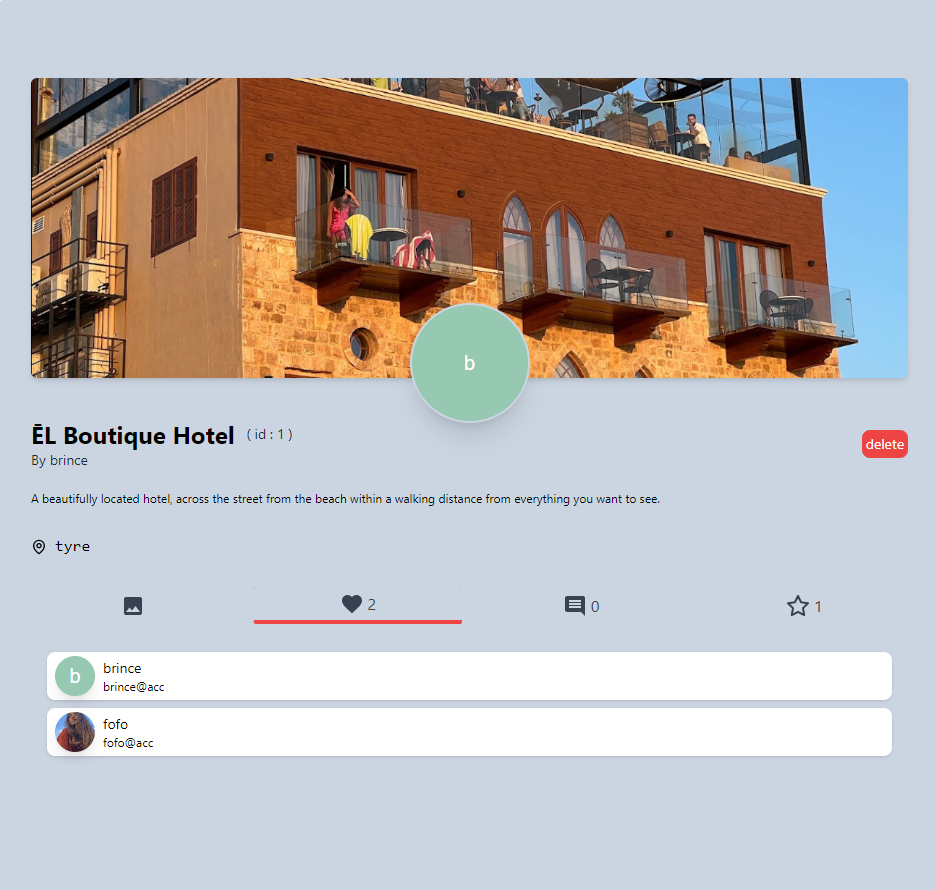 b
ĒL Boutique Hotel ( id : 1 )
By brince
delete
A beautifully located hotel, across the street from the beach within a walking distance from everything you want to see.
tyre
2
0
1
b
brince
brince@acc
fofo
fofo@acc